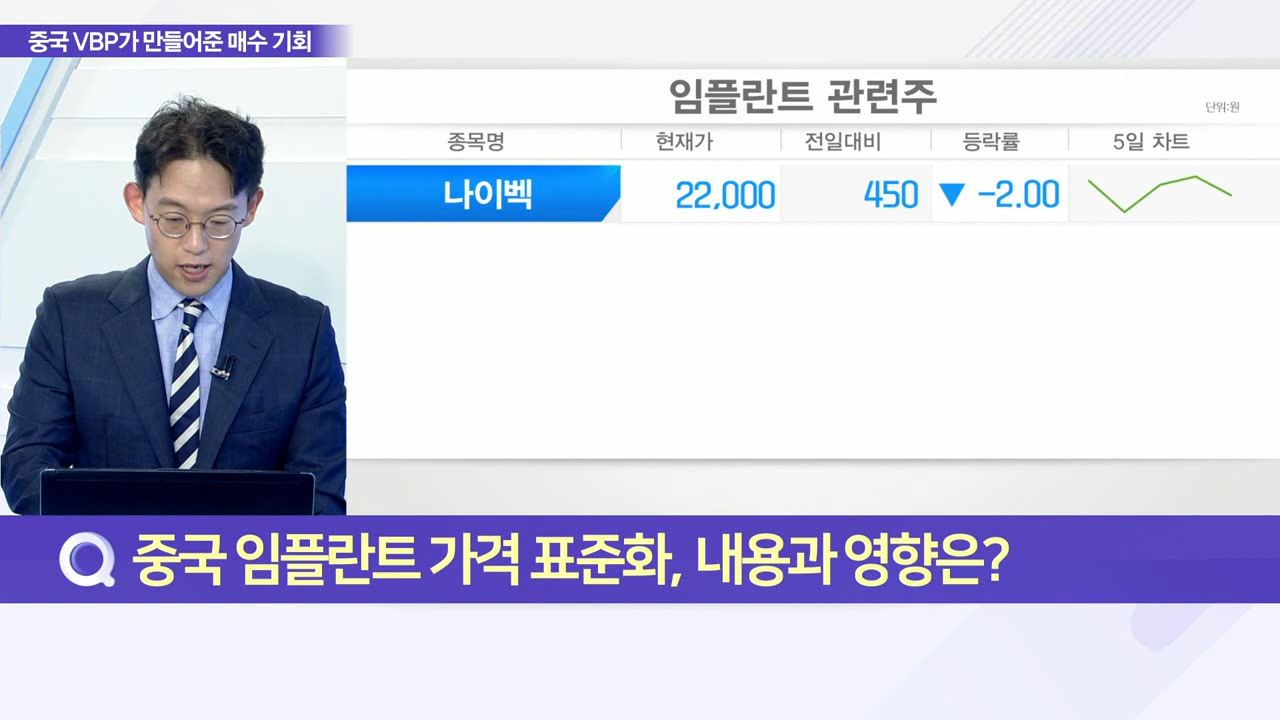 중국 VBP가 만들어준 매수 기회
임플란트 관련주
단위:원
종목명 현재가 전일대비 등락률 5일 차트
나이벡 22,000 450 ▼ -2.00
중국 임플란트 가격 표준화, 내용과 영향은?